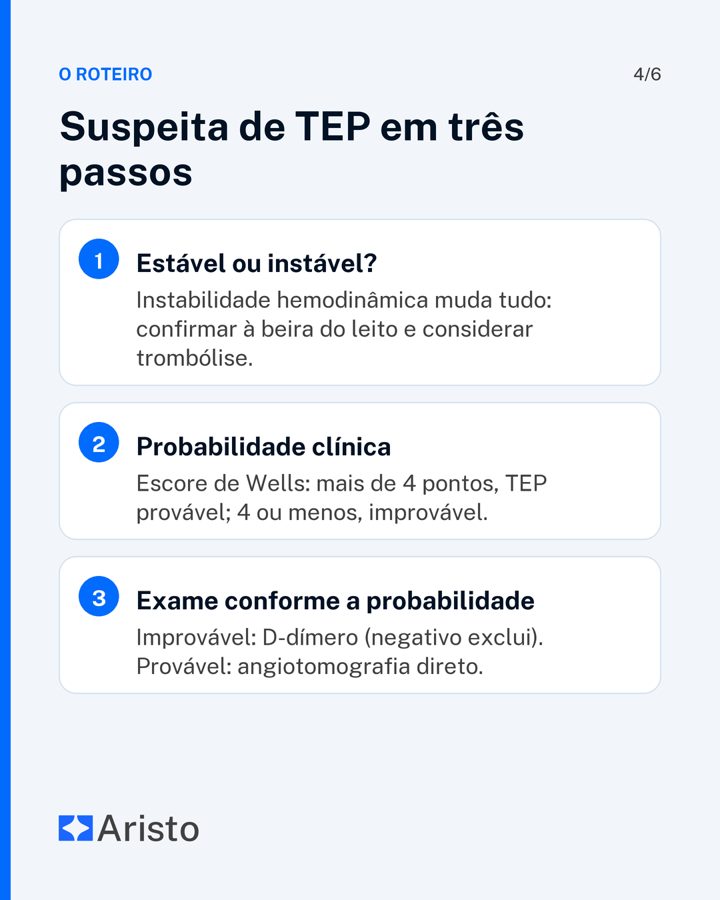 O ROTEIRO
4/6
Suspeita de TEP em três
passos
1
Estável ou instável?
Instabilidade hemodinâmica muda tudo:
confirmar à beira do leito e considerar
trombólise.
2
Probabilidade clínica
Escore de Wells: mais de 4 pontos, TEP
provável; 4 ou menos, improvável.
3
Exame conforme a probabilidade
Improvável: D-dímero (negativo exclui).
Provável: angiotomografia direto.
Aristo